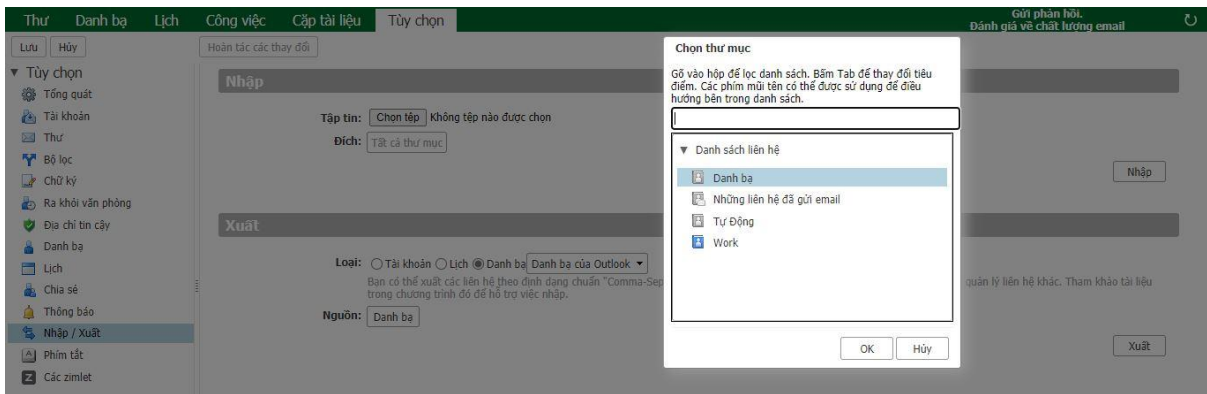 Thư Danh bạ Lịch Công việc Cặp tài liệu Tùy chọn
Gửi phản hồi.
Đánh giá về chất lượng email
Lưu Hủy Hoàn tác các thay đổi
Tùy chọn
Tổng quát
Tài khoản
Thư
Bộ lọc
Chữ ký
Ra khỏi văn phòng
Địa chỉ tin cậy
Danh bạ
Lịch
Chia sẻ
Thông báo
Nhập / Xuất
Phím tắt
Các zimlet
Nhập
Tập tin: Chọn tệp Không tệp nào được chọn
Đích: Tất cả thư mục
Nhập
Xuất
Loại: Tài khoản Lịch Danh bạ Danh bạ của Outlook
Bạn có thể xuất các liên hệ theo định dạng chuẩn "Comma-Sep quản lý liên hệ khác. Tham khảo tài liệu
trong chương trình đó để hỗ trợ việc nhập.
Nguồn: Danh bạ
Xuất
Chọn thư mục
Gõ vào hộp để lọc danh sách. Bấm Tab để thay đổi tiêu
điểm. Các phím mũi tên có thể được sử dụng để điều
hướng bên trong danh sách.
Danh sách liên hệ
Danh bạ
Những liên hệ đã gửi email
Tự Động
Work
OK Hủy